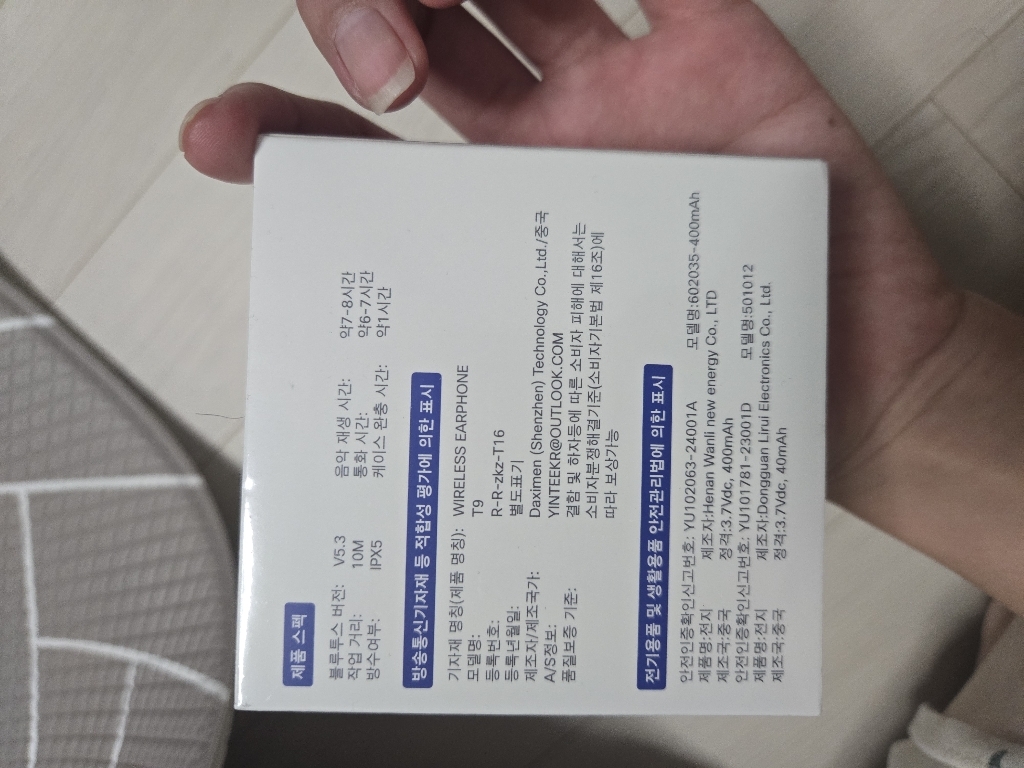 제품 스펙
블루투스 버전: V5.3 음악 재생 시간: 약7-8시간
작업 거리: 10M 통화 시간: 약6-7시간
방수여부: IPX5 케이스 완충 시간: 약1시간
방송통신기자재 등 적합성 평가에 의한 표시
기자재 명칭(제품 명칭): WIRELESS EARPHONE
모델명: T9
등록번호: R-R-zkz-T16
등록년월일: 별도표기
제조자/제조국가: Daximen (Shenzhen) Technology Co.,Ltd./중국
A/S정보: YINTEEKR@OUTLOOK.COM
품질보증 기준: 결함 및 하자등에 따른 소비자 피해에 대해서는
소비자분쟁해결기준(소비자기본법 제16조)에
따라 보상가능
전기용품 및 생활용품 안전관리법에 의한 표시
안전인증확인신고번호: YU102063-24001A
제품명:전지 제조자:Henan Wanli new energy Co., LTD 모델명:602035-400mAh
제조국:중국 정격:3.7Vdc, 400mAh
안전인증확인신고번호: YU101781-23001D
제품명:전지 제조자:Dongguan Lirui Electronics Co., Ltd. 모델명:501012
제조국:중국 정격:3.7Vdc, 40mAh